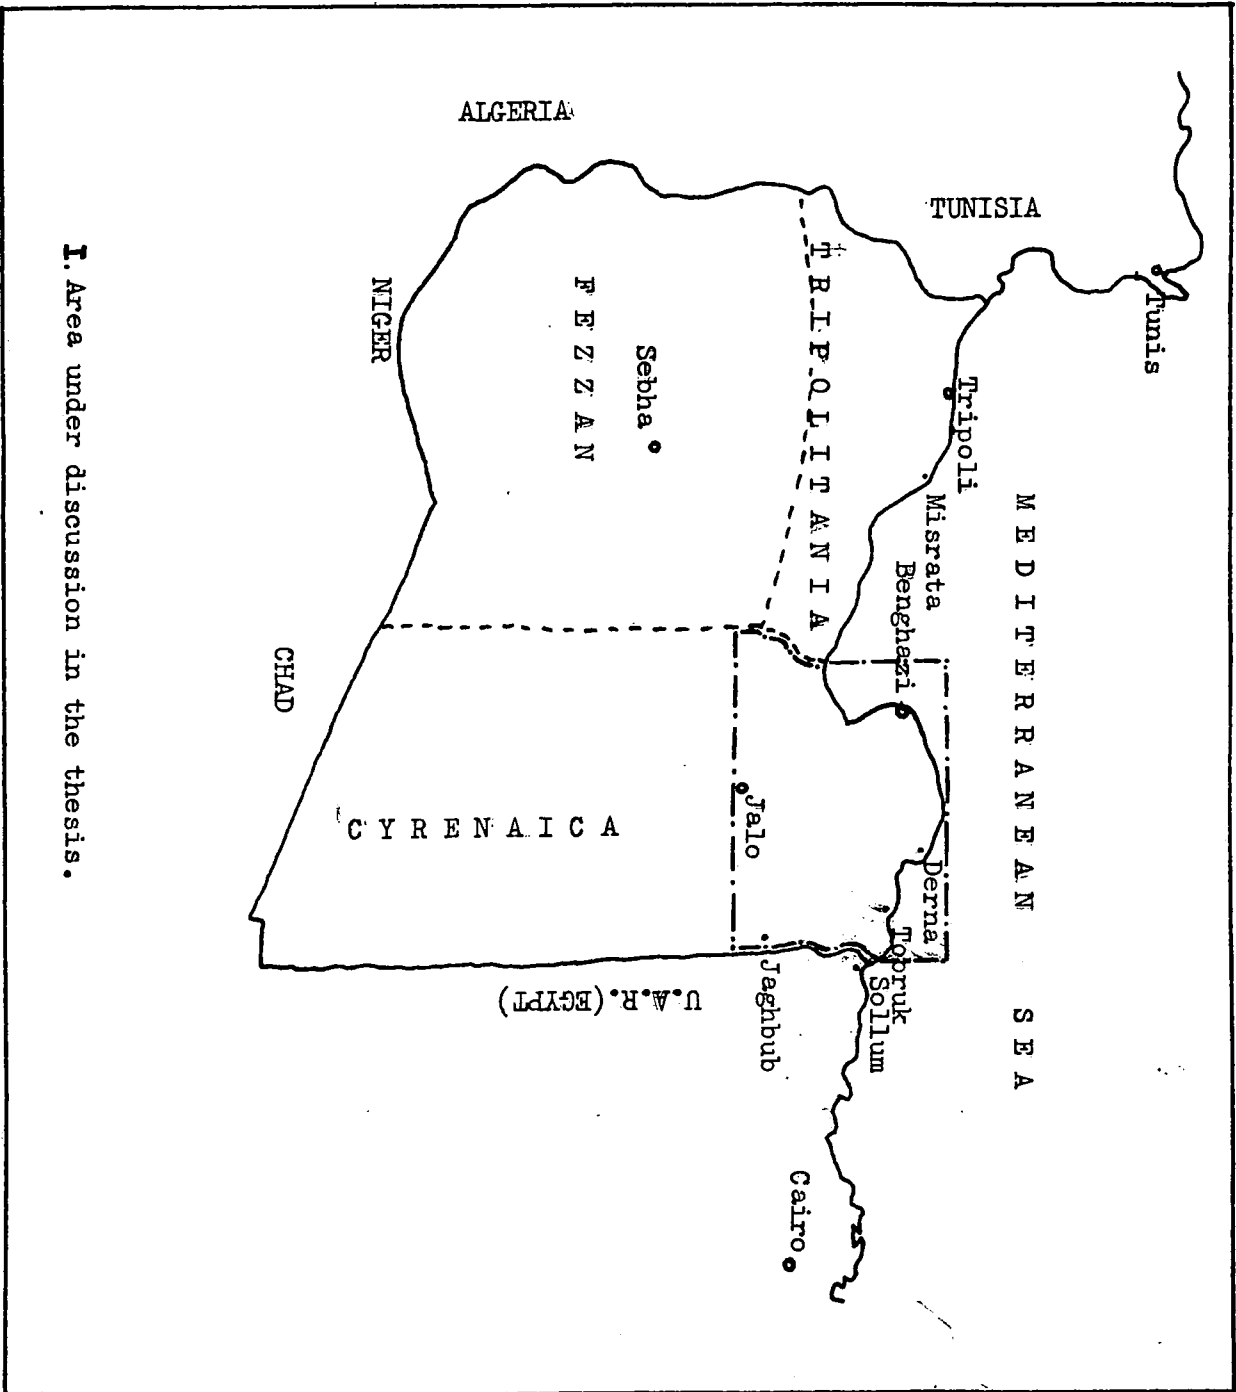 Tunis
TUNISIA
ALGERIA
MEDITERRANEAN SEA
Tripoli
Misrata
Benghazi
Derna
Tobruk
Sollum
TRIPOLITANIA
FEZZAN
Sebha
NIGER
Jalo
Jaghbub
Cairo
CYRENAICA
U.A.R.(EGYPT)
CHAD
I. Area under discussion in the thesis.